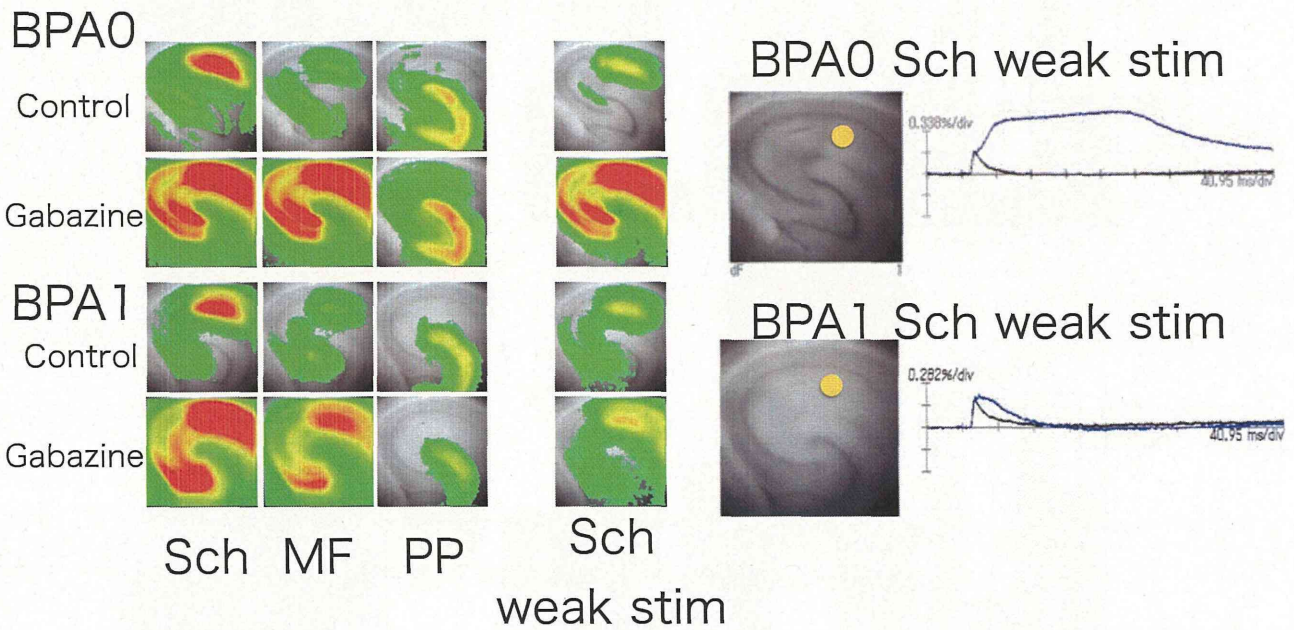 BPA0
Control
Gabazine
BPA1
Control
Gabazine
Sch MF PP
Sch
weak stim
BPA0 Sch weak stim
0.338%/div
40.95 ms/div
dF 1
BPA1 Sch weak stim
0.282%/div
40.95 ms/div